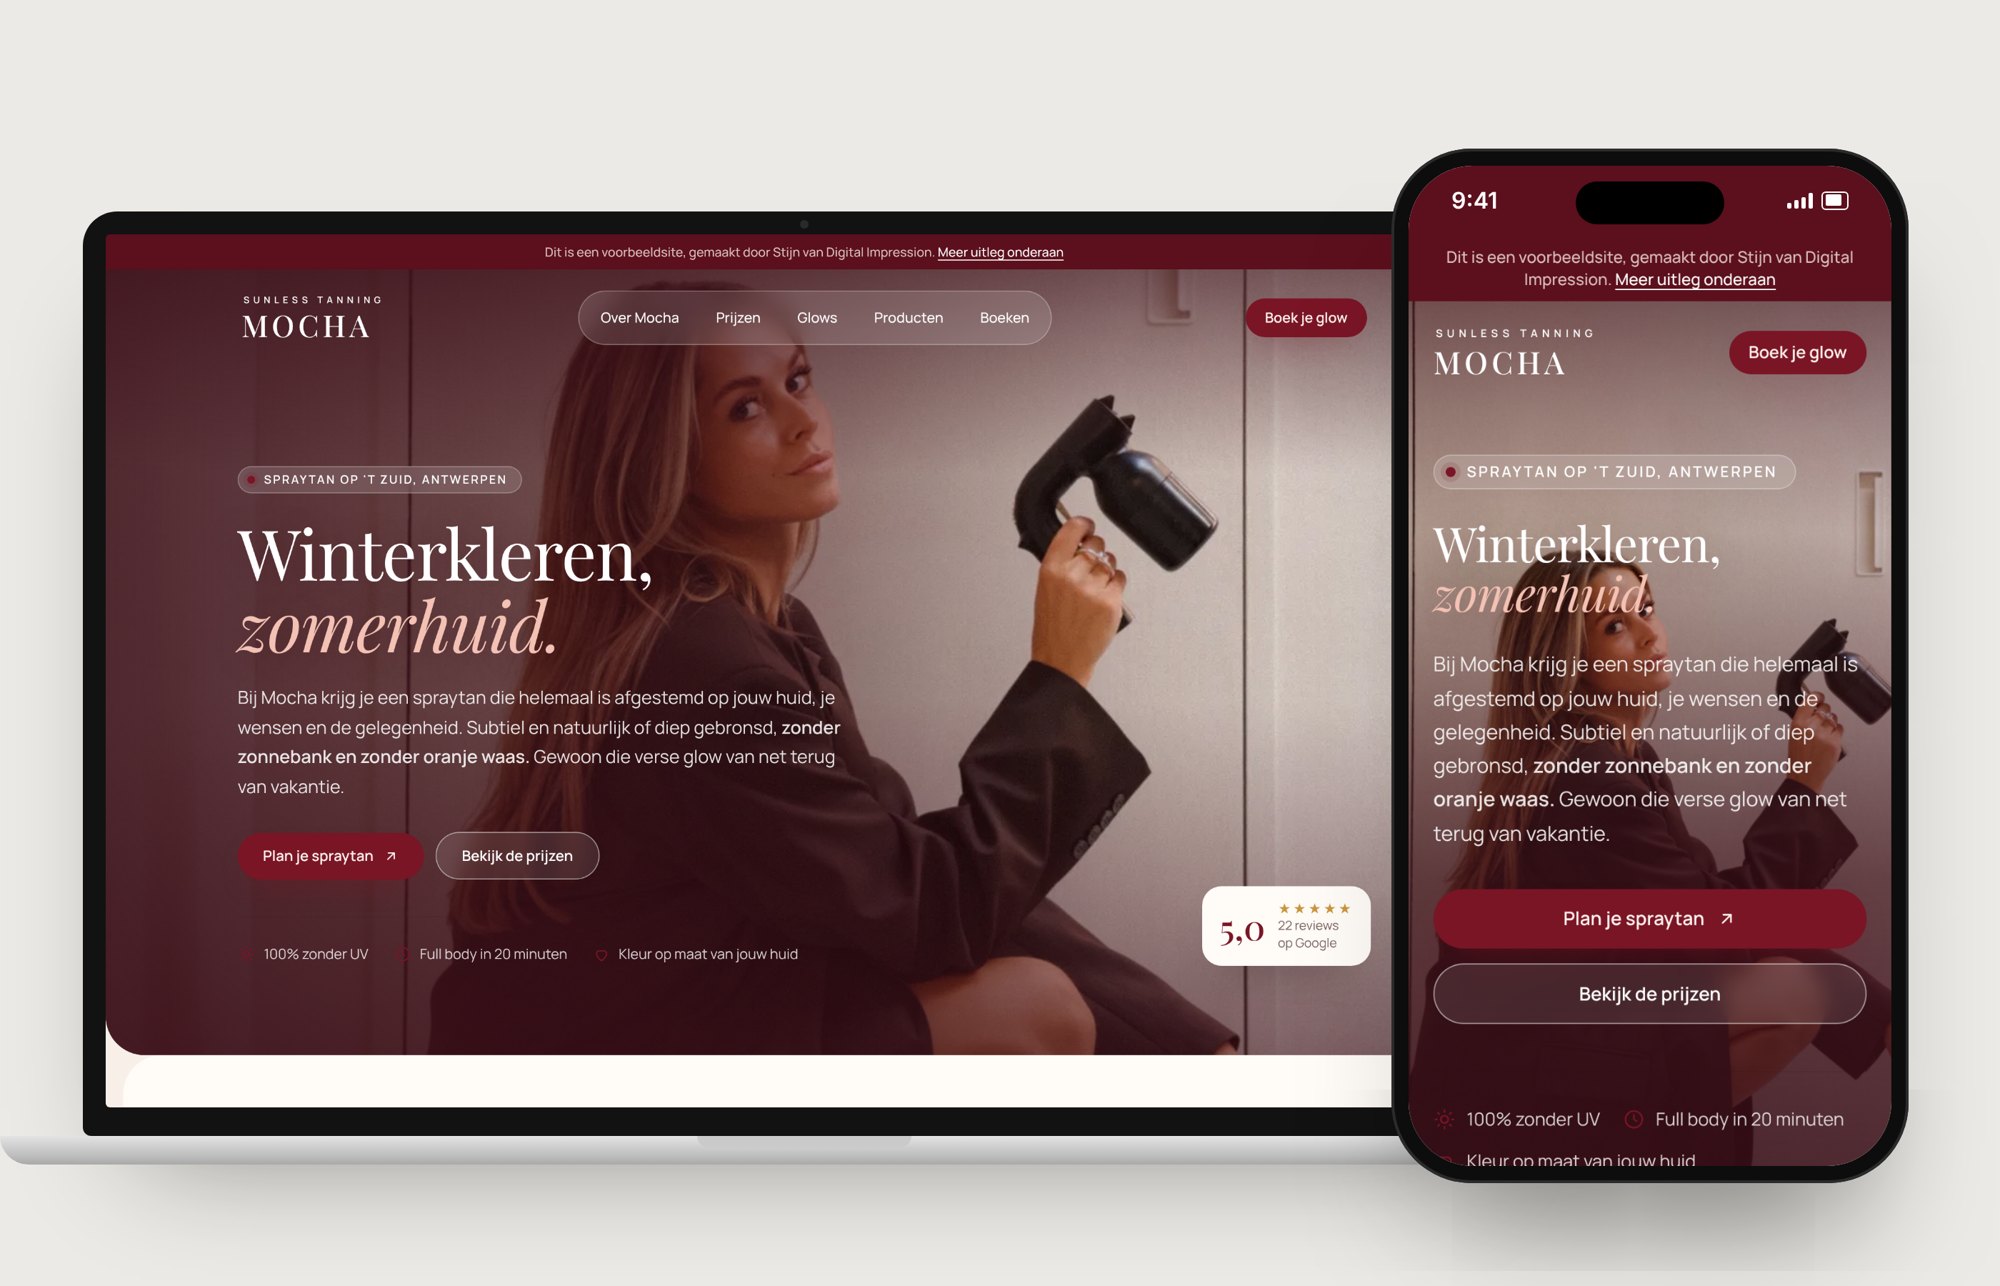 Dit is een voorbeeldsite, gemaakt door Stijn van Digital Impression. Meer uitleg onderaan
SUNLESS TANNING
MOCHA
Over Mocha Prijzen Glows Producten Boeken
Boek je glow
SPRAYTAN OP 'T ZUID, ANTWERPEN
Winterkleren,
zomerhuid.
Bij Mocha krijg je een spraytan die helemaal is afgestemd op jouw huid, je
wensen en de gelegenheid. Subtiel en natuurlijk of diep gebronsd, zonder
zonnebank en zonder oranje waas. Gewoon die verse glow van net terug
van vakantie.
Plan je spraytan
Bekijk de prijzen
100% zonder UV Full body in 20 minuten Kleur op maat van jouw huid
5,0
22 reviews
op Google
9:41
Dit is een voorbeeldsite, gemaakt door Stijn van Digital
Impression. Meer uitleg onderaan
SUNLESS TANNING
MOCHA
Boek je glow
SPRAYTAN OP 'T ZUID, ANTWERPEN
Winterkleren,
zomerhuid.
Bij Mocha krijg je een spraytan die helemaal is
afgestemd op jouw huid, je wensen en de
gelegenheid. Subtiel en natuurlijk of diep
gebronsd, zonder zonnebank en zonder
oranje waas. Gewoon die verse glow van net
terug van vakantie.
Plan je spraytan
Bekijk de prijzen
100% zonder UV Full body in 20 minuten
Kleur op maat van jouw huid